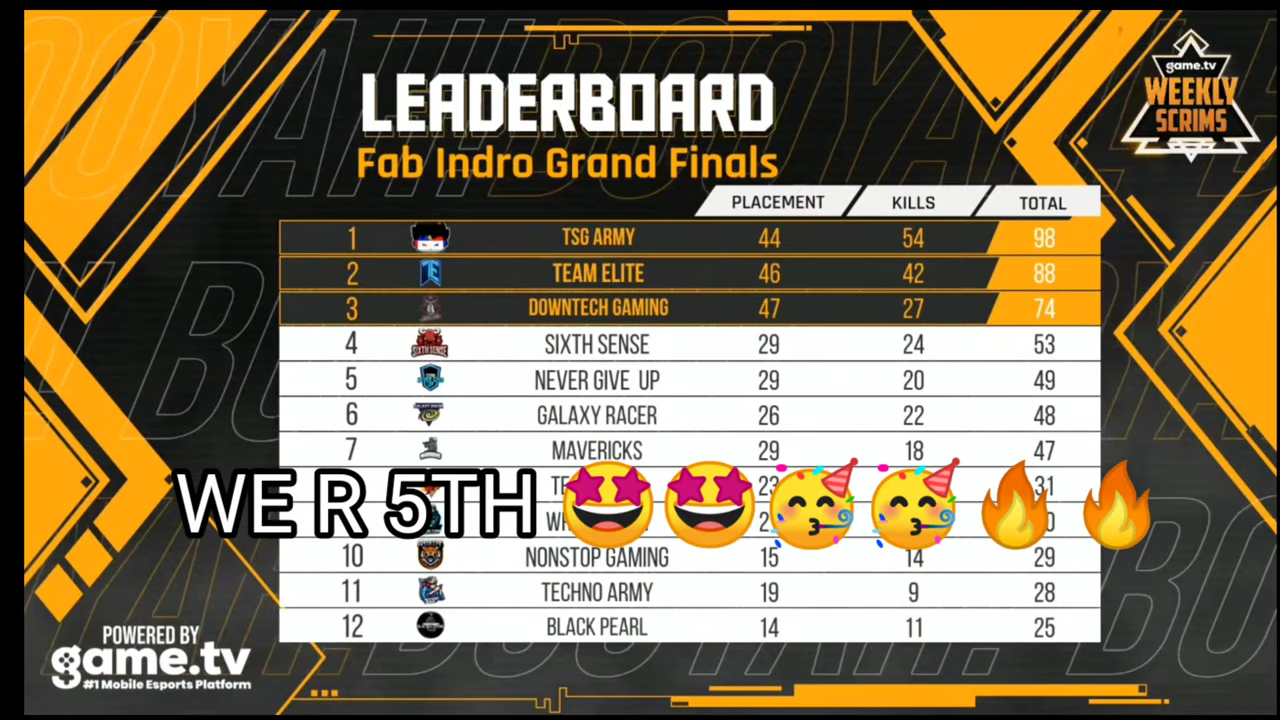 LEADERBOARD
Fab Indro Grand Finals
game.tv
WEEKLY
SCRIMS
PLACEMENT KILLS TOTAL
1 TSG ARMY 44 54 98
2 TEAM ELITE 46 42 88
3 DOWNTECH GAMING 47 27 74
4 SIXTH SENSE 29 24 53
5 NEVER GIVE UP 29 20 49
6 GALAXY RACER 26 22 48
7 MAVERICKS 29 18 47
WE R 5TH 🤩🤩🥳🥳🔥🔥
10 NONSTOP GAMING 15 14 29
11 TECHNO ARMY 19 9 28
12 BLACK PEARL 14 11 25
POWERED BY
game.tv
#1 Mobile Esports Platform